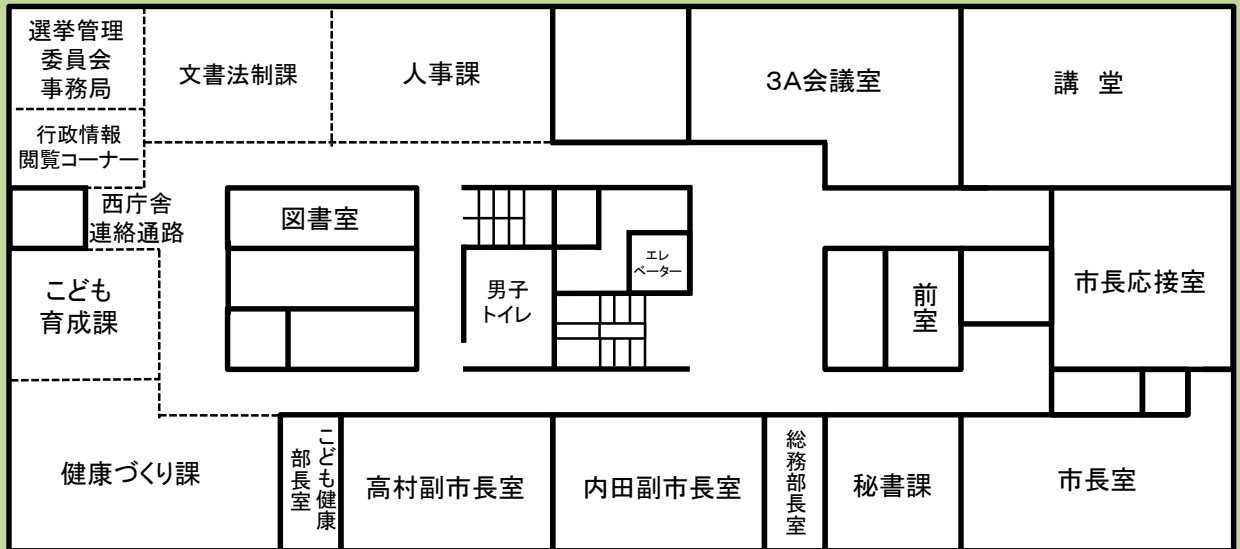 選挙管理
委員会
事務局
文書法制課
人事課
3A会議室
講 堂
行政情報
閲覧コーナー
西庁舎
連絡通路
図書室
エレ
ベーター
男子
トイレ
前室
市長応接室
こども
育成課
健康づくり課
こども健康
部長室
高村副市長室
内田副市長室
総務部長室
秘書課
市長室